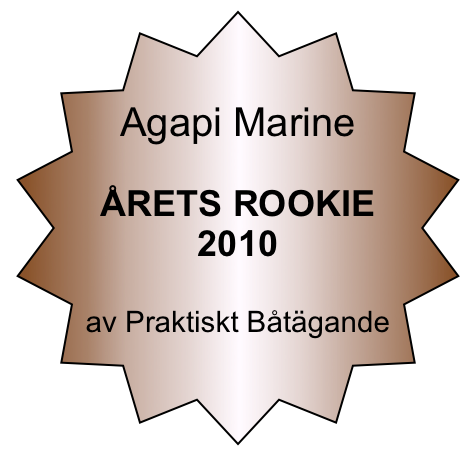 Agapi Marine
ÅRETS ROOKIE
2010
av Praktiskt Båtägande